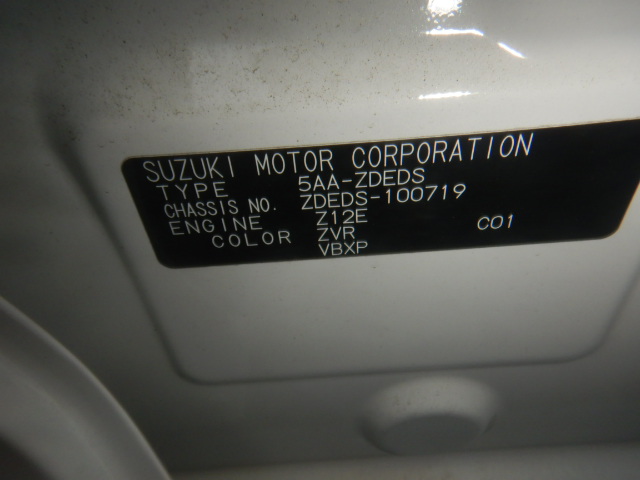 SUZUKI MOTOR CORPORATION
TYPE 5AA-ZDEDS
CHASSIS NO. ZDEDS-100719
ENGINE Z12E
COLOR ZVR C01
VBXP